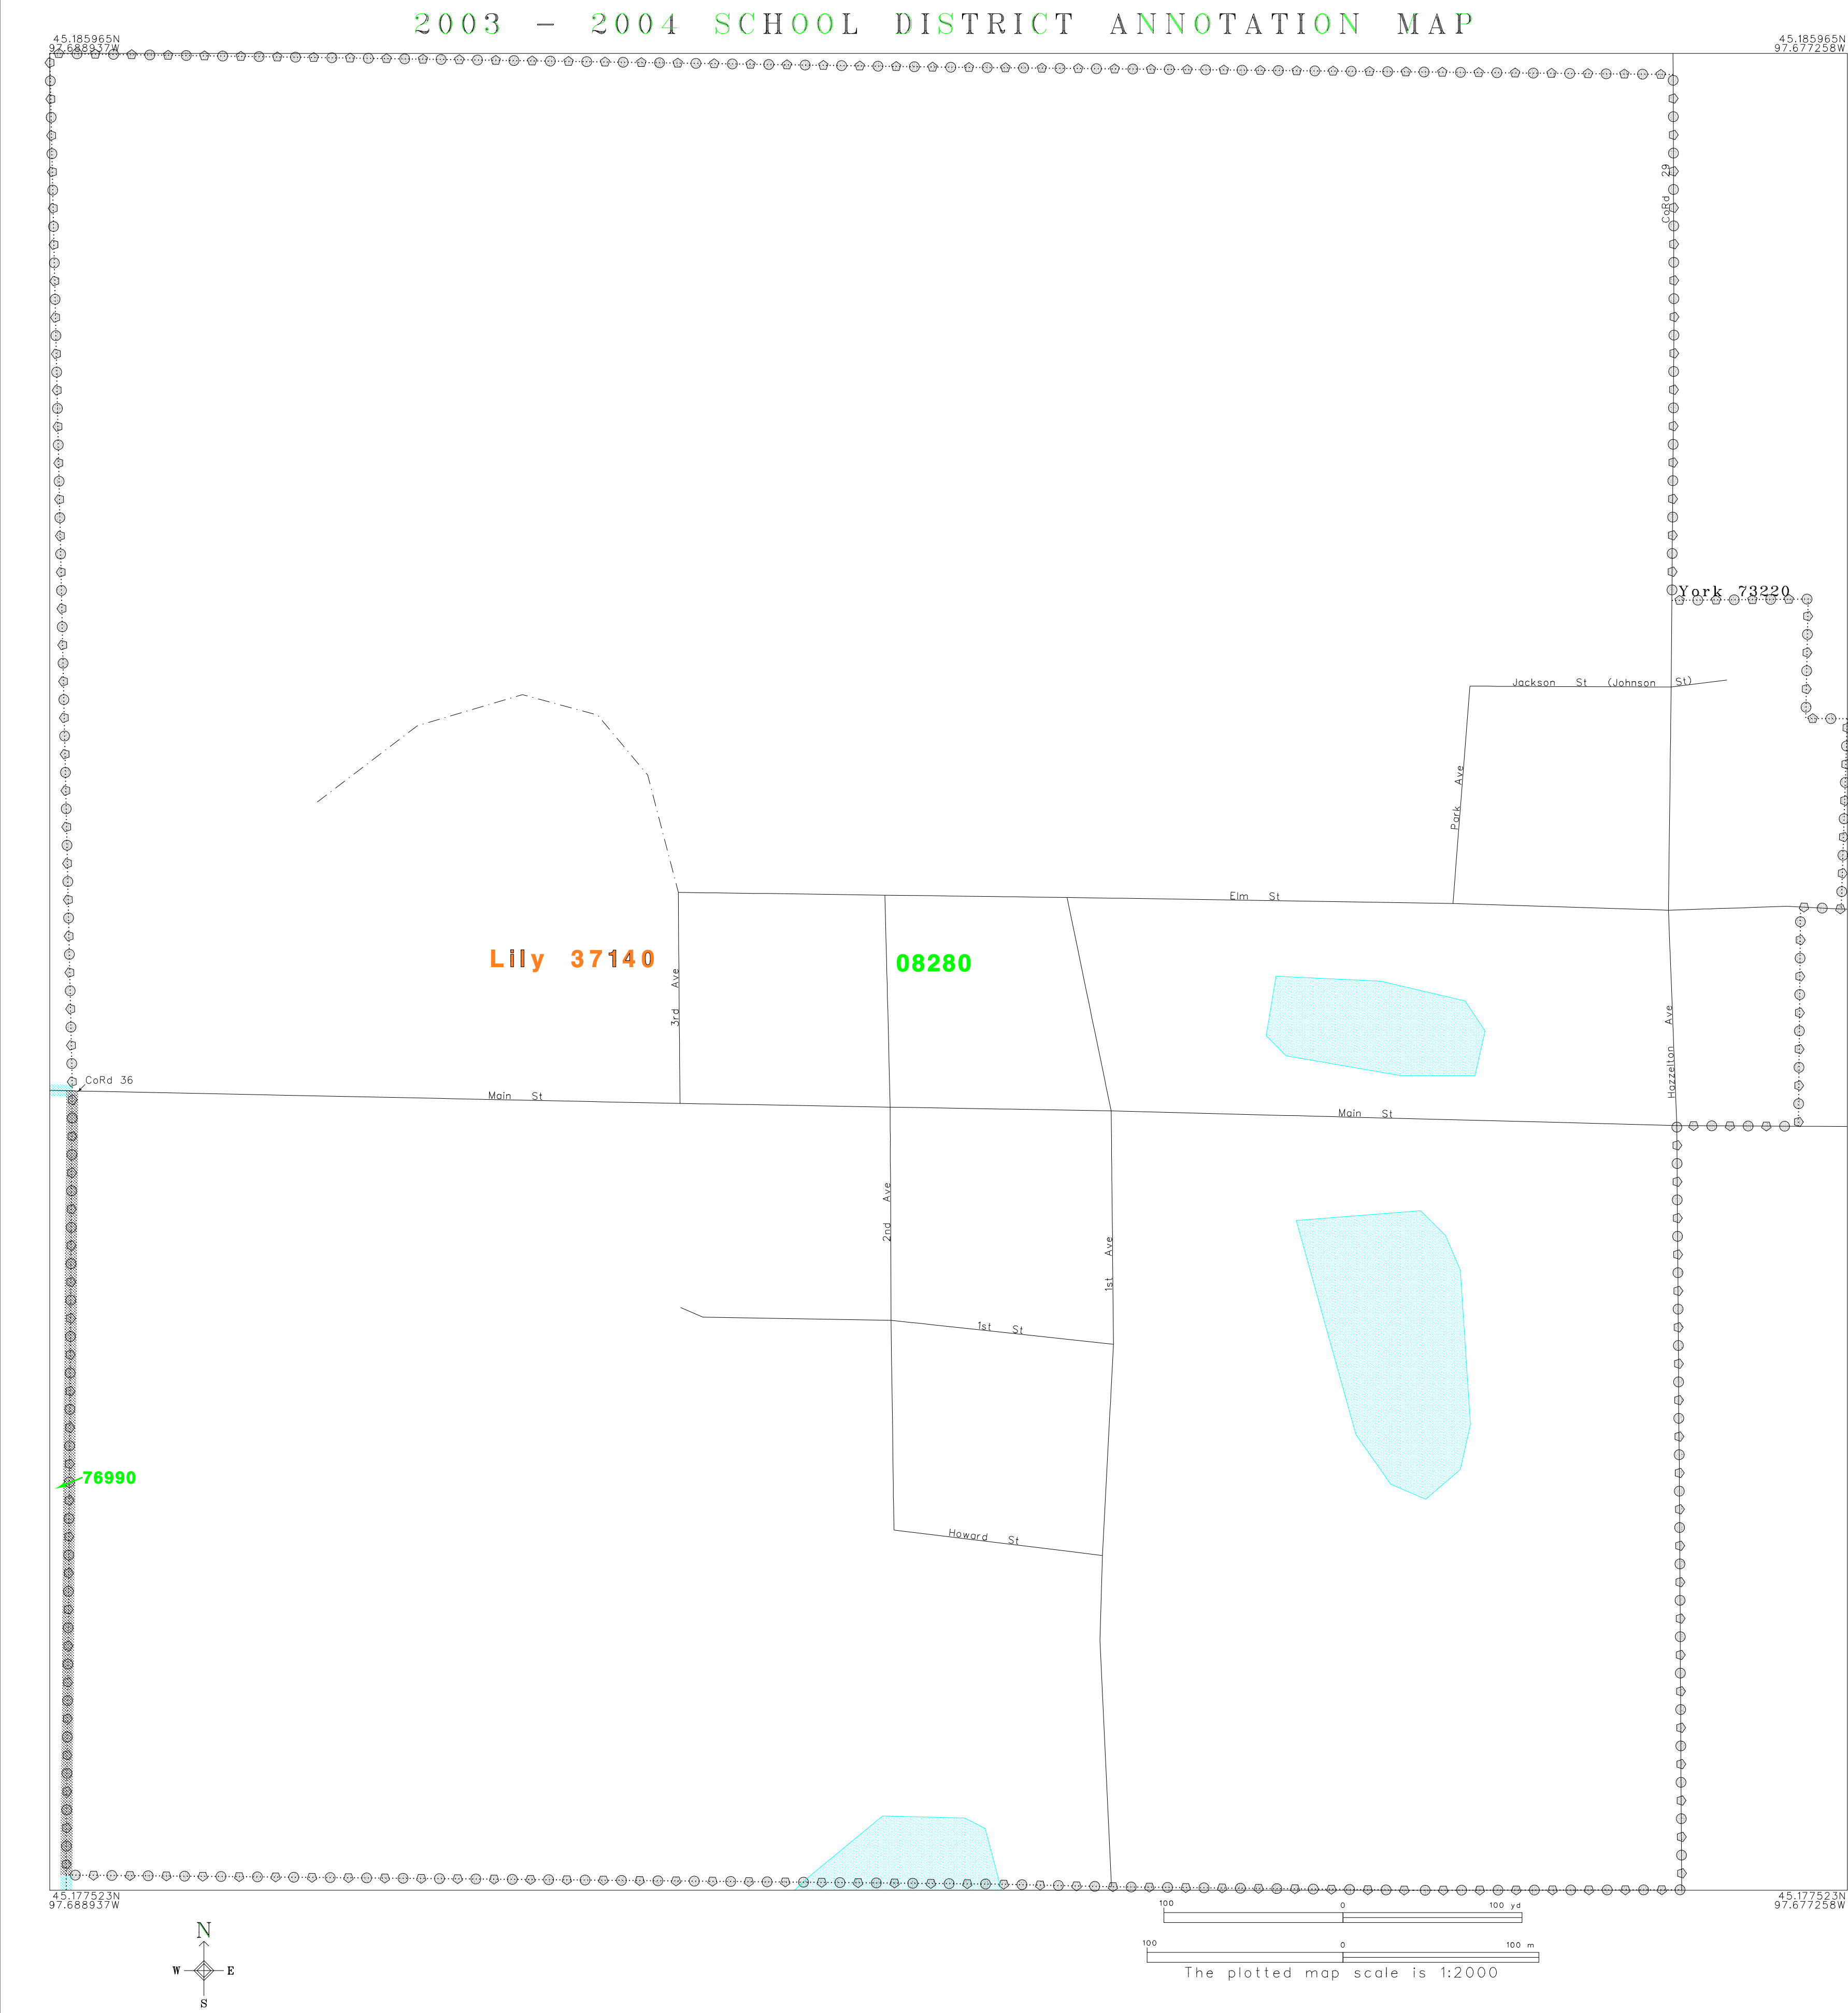 2003 - 2004 SCHOOL DISTRICT ANNOTATION MAP
45.185965N
97.688937W
45.185965N
97.677258W
CoRd 29
York 73220
Jackson St (Johnson St)
Park Ave
Elm St
Lily 37140
08280
3rd Ave
Hazzelton Ave
CoRd 36
Main St
Main St
2nd Ave
1st Ave
1st St
76990
Howard St
45.177523N
97.688937W
45.177523N
97.677258W
100 0 100 yd
N
W E
S
100 0 100 m
The plotted map scale is 1:2000